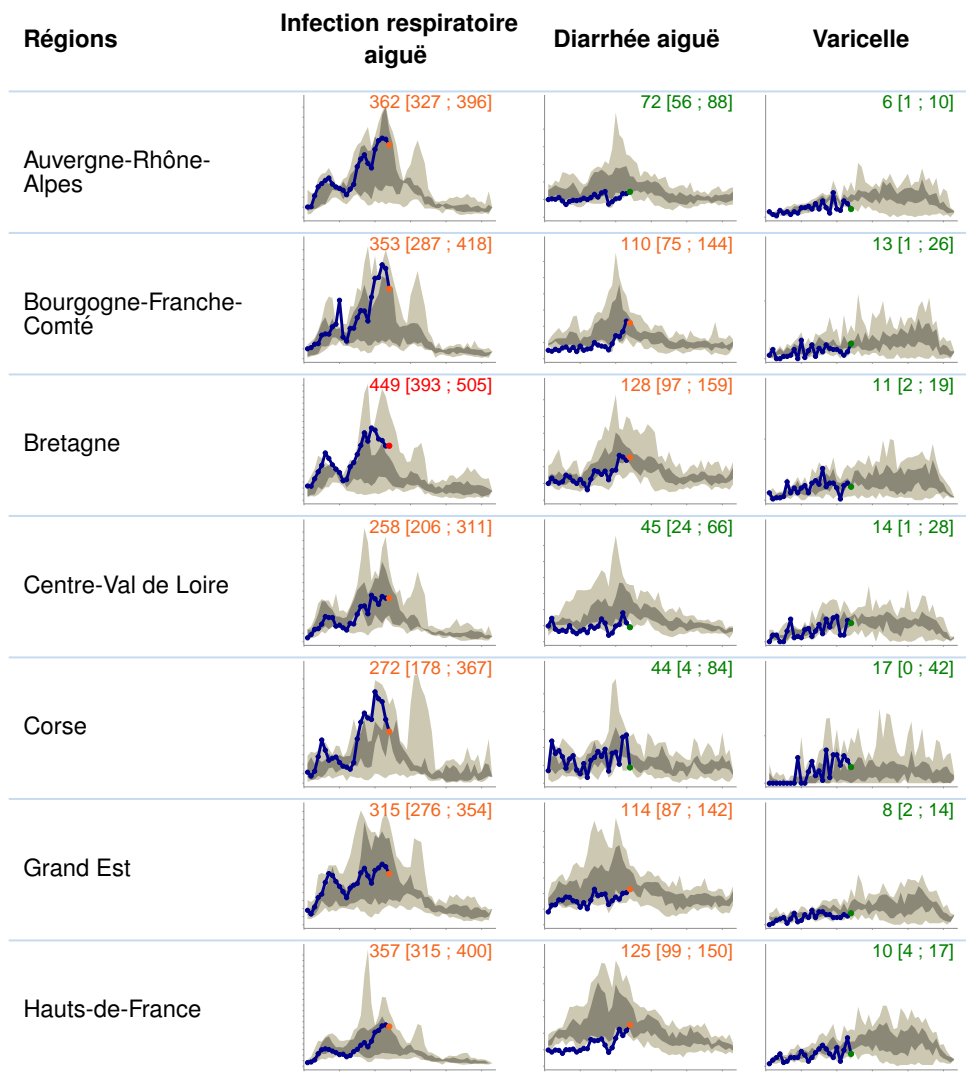 Régions
Infection respiratoire
aiguë
Diarrhée aiguë
Varicelle
Auvergne-Rhône-
Alpes
362 [327 ; 396]
72 [56 ; 88]
6 [1 ; 10]
Bourgogne-Franche-
Comté
353 [287 ; 418]
110 [75 ; 144]
13 [1 ; 26]
Bretagne
449 [393 ; 505]
128 [97 ; 159]
11 [2 ; 19]
Centre-Val de Loire
258 [206 ; 311]
45 [24 ; 66]
14 [1 ; 28]
Corse
272 [178 ; 367]
44 [4 ; 84]
17 [0 ; 42]
Grand Est
315 [276 ; 354]
114 [87 ; 142]
8 [2 ; 14]
Hauts-de-France
357 [315 ; 400]
125 [99 ; 150]
10 [4 ; 17]